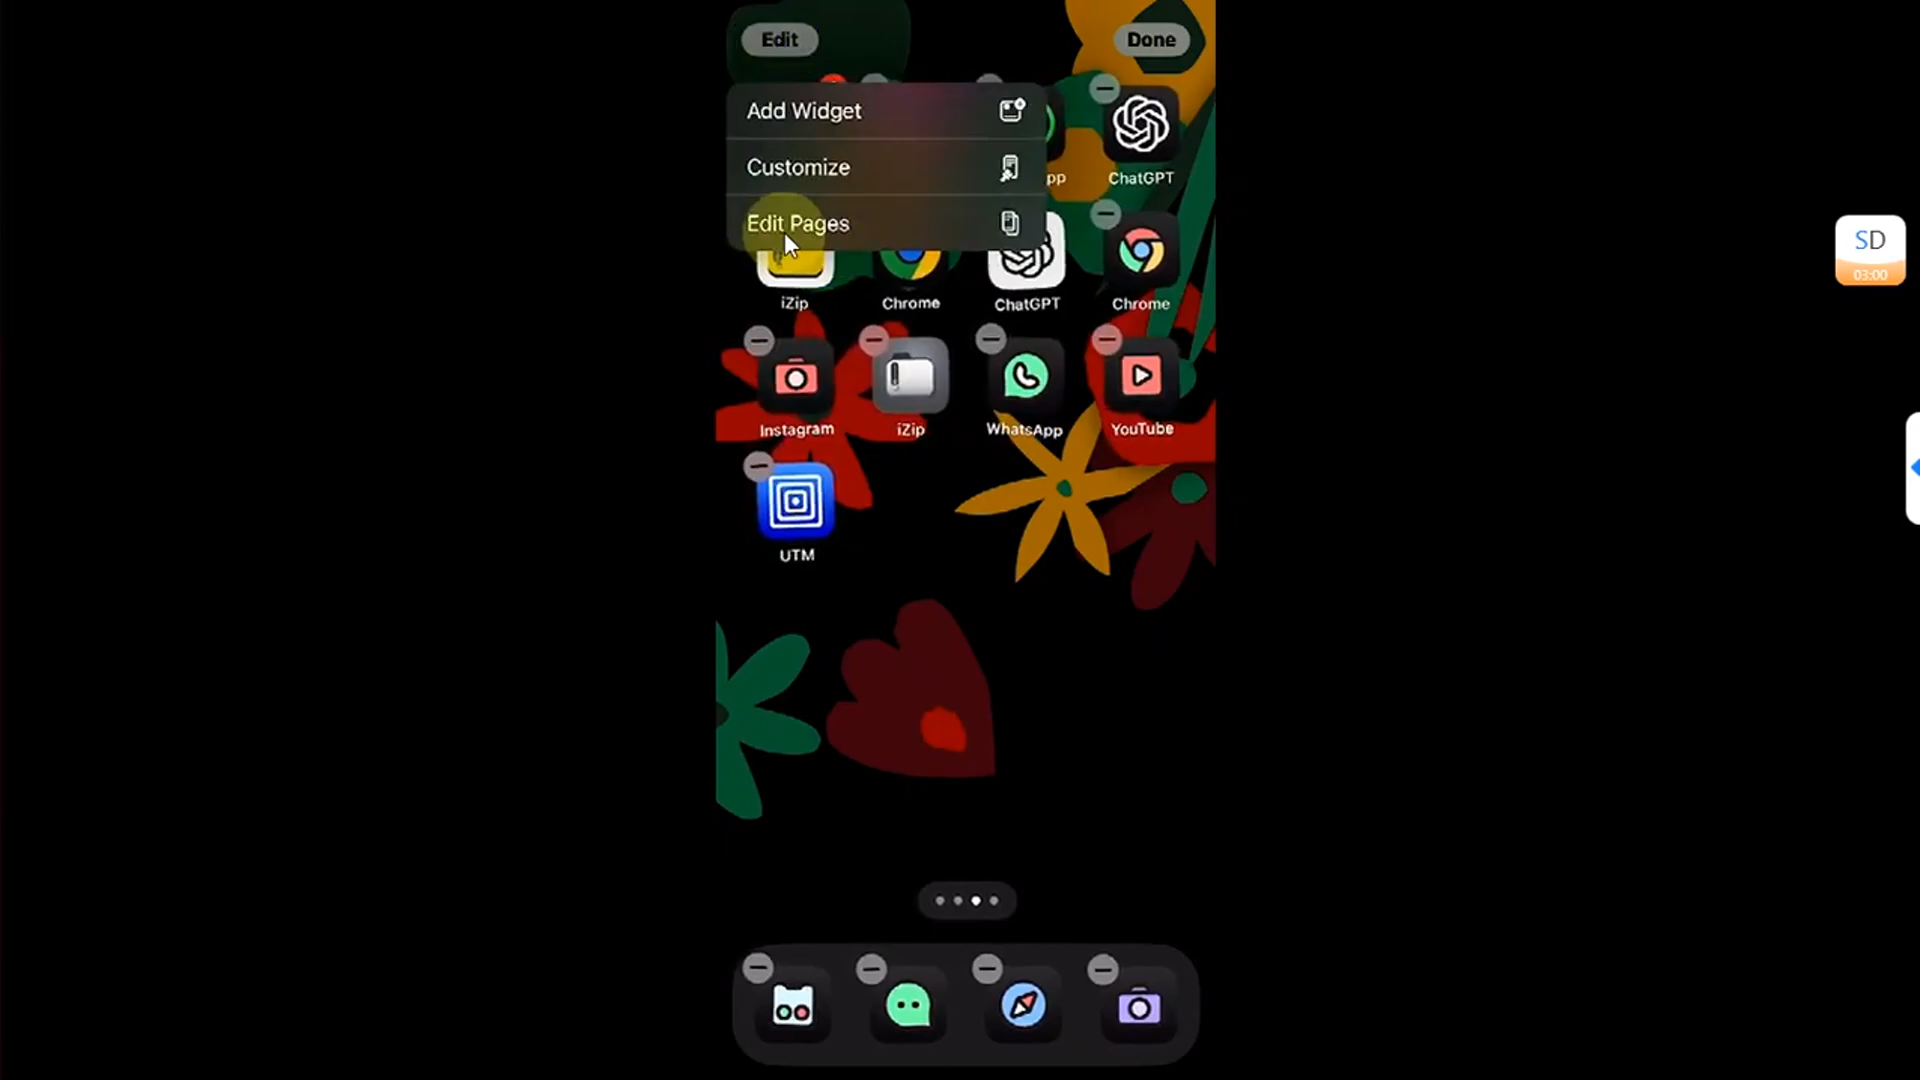 Edit
Done
Add Widget
Customize
pp
ChatGPT
Edit Pages
iZip
Chrome
ChatGPT
Chrome
Instagram
iZip
WhatsApp
YouTube
UTM
SD
03:00